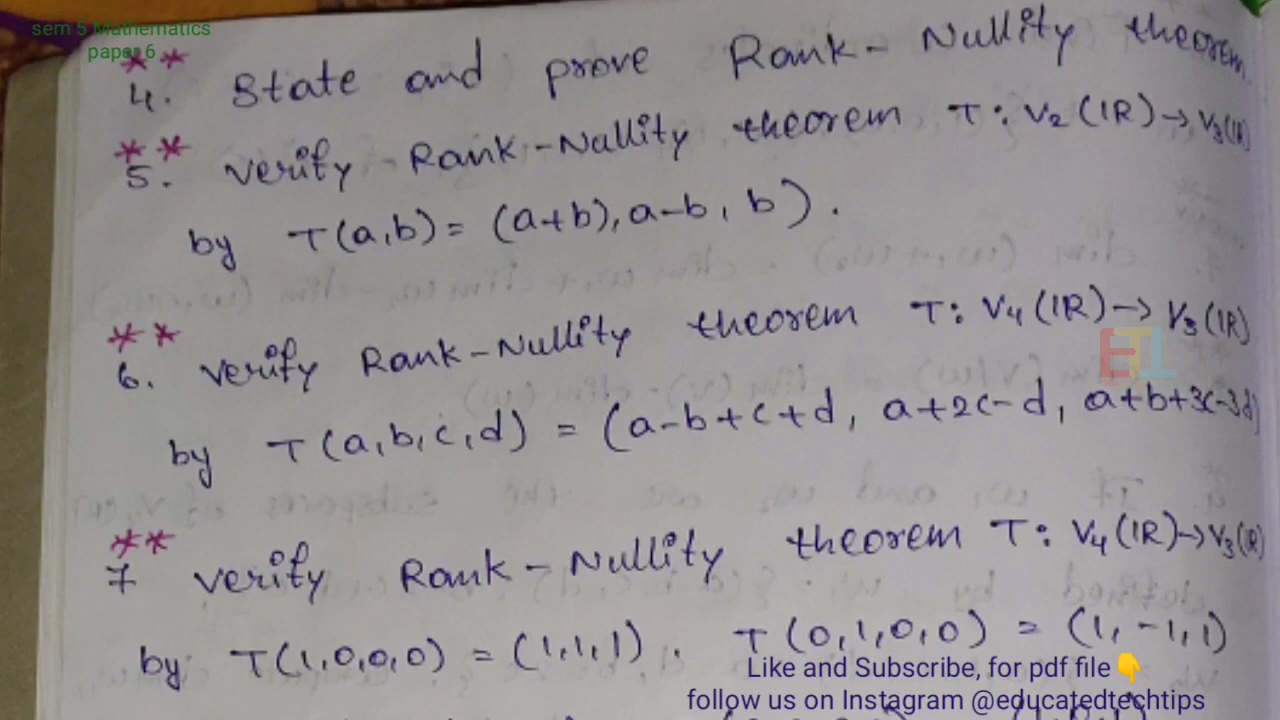 sem 5 Mathematics
paper 6
** 4. State and prove Rank - Nullity theorem.
** 5. verify Rank - Nullity theorem T: V₂(IR) → V₃(IR)
by T(a,b) = (a+b), a-b, b).
** 6. verify Rank - Nullity theorem T: V₄(IR) → V₃(IR)
ETL
by T(a,b,c,d) = (a-b+c+d, a+2c-d, a+b+3c-3d)
** 7 verify Rank - Nullity theorem T: V₄(IR) → V₃(IR)
by T(1,0,0,0) = (1,1,1). T(0,1,0,0) = (1,-1,1)
Like and Subscribe, for pdf file👇
follow us on Instagram @educatedtechtips